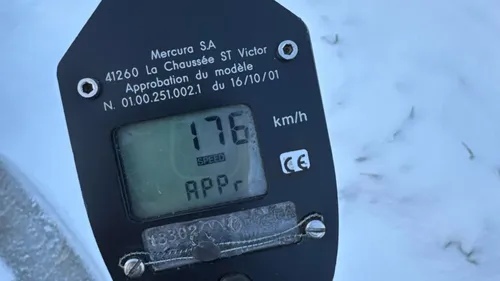 Mercura S.A
41260 La Chaussée ST Victor
Approbation du modèle
N. 01.00.251.002.1 du 16/10/01
176 km/h
SPEED
CE
APPr